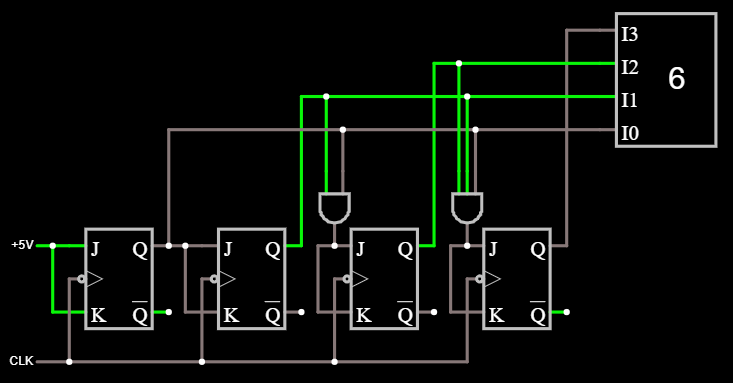 I3
I2
6
I1
I0
+5V J Q J Q J Q J Q
K Q̅ K Q̅ K Q̅ K Q̅
CLK